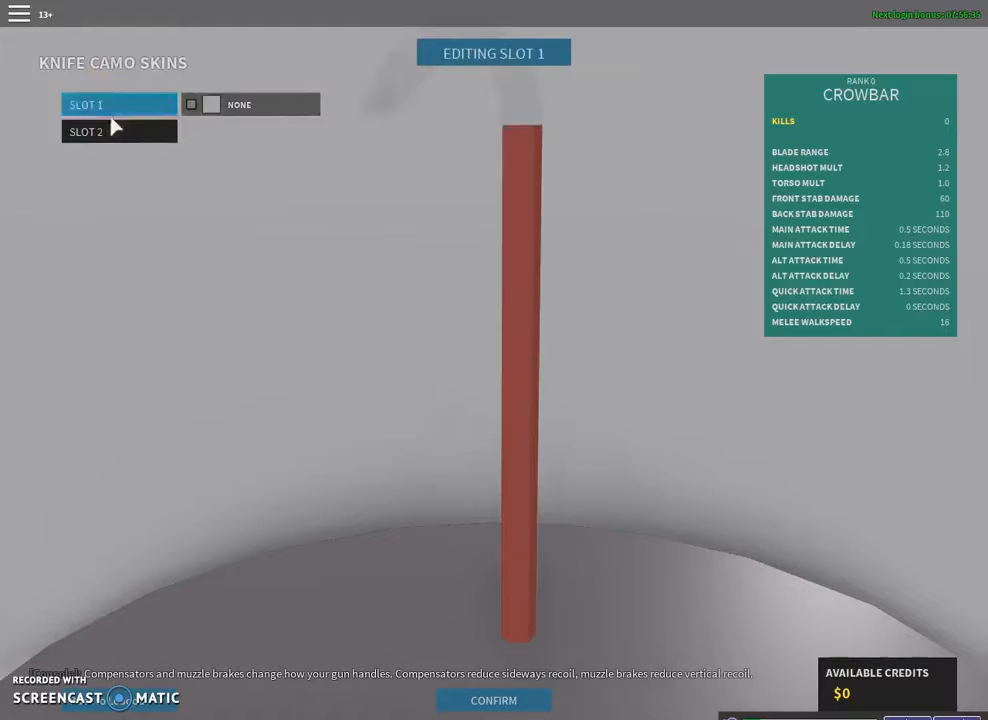 13+
Next login bonus: 07:56:35
KNIFE CAMO SKINS
EDITING SLOT 1
SLOT 1
NONE
SLOT 2
RANK 0
CROWBAR
KILLS 0
BLADE RANGE 2.8
HEADSHOT MULT 1.2
TORSO MULT 1.0
FRONT STAB DAMAGE 60
BACK STAB DAMAGE 110
MAIN ATTACK TIME 0.5 SECONDS
MAIN ATTACK DELAY 0.18 SECONDS
ALT ATTACK TIME 0.5 SECONDS
ALT ATTACK DELAY 0.2 SECONDS
QUICK ATTACK TIME 1.3 SECONDS
QUICK ATTACK DELAY 0 SECONDS
MELEE WALKSPEED 16
[Console]: Compensators and muzzle brakes change how your gun handles. Compensators reduce sideways recoil, muzzle brakes reduce vertical recoil.
RECORDED WITH
SCREENCAST MATIC
CONFIRM
AVAILABLE CREDITS
$0